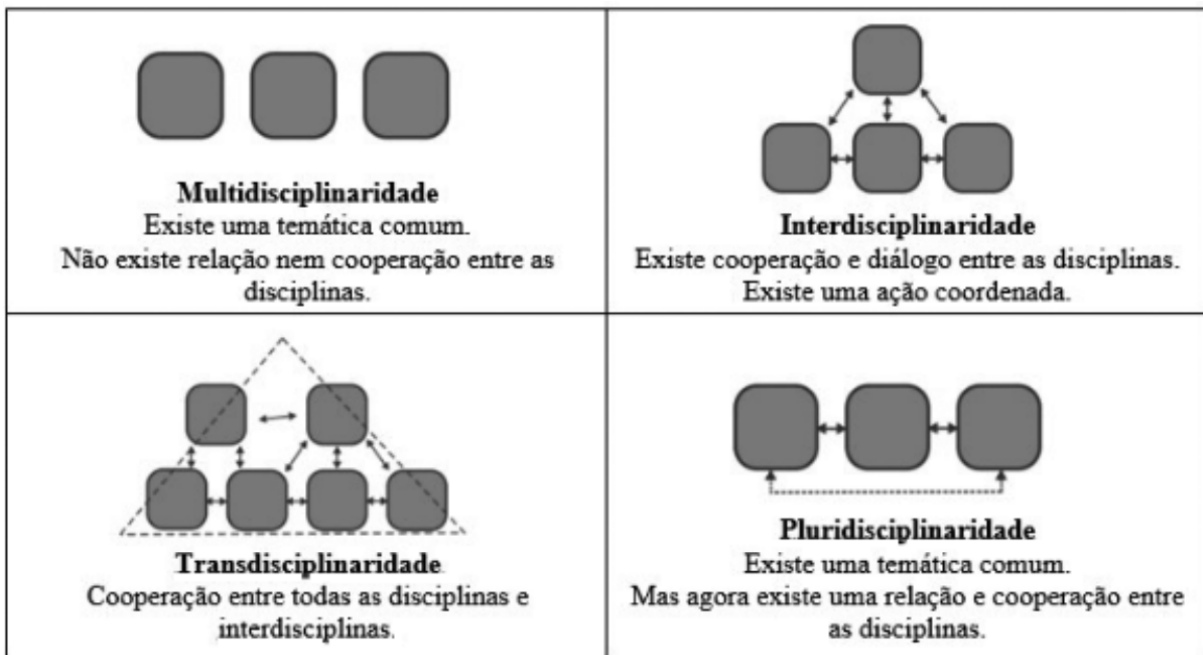 Multidisciplinaridade
Existe uma temática comum.
Não existe relação nem cooperação entre as
disciplinas.
Interdisciplinaridade
Existe cooperação e diálogo entre as disciplinas.
Existe uma ação coordenada.
Transdisciplinaridade
Cooperação entre todas as disciplinas e
interdisciplinas.
Pluridisciplinaridade
Existe uma temática comum.
Mas agora existe uma relação e cooperação entre
as disciplinas.